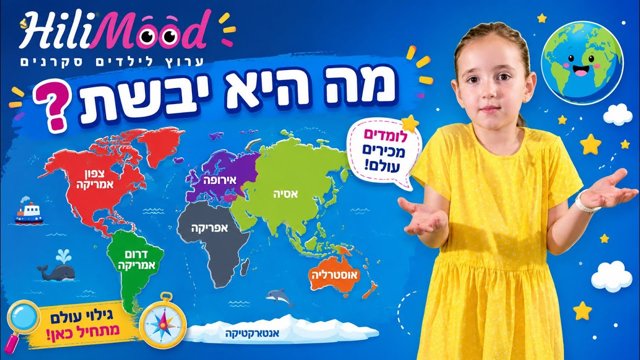 HiliMood
ערוץ לילדים סקרנים
מה היא יבשת?
לומדים
מכירים
עולם!
צפון
אמריקה
אירופה
אסיה
אפריקה
דרום
אמריקה
אוסטרליה
אנטארקטיקה
גילוי עולם
מתחיל כאן!